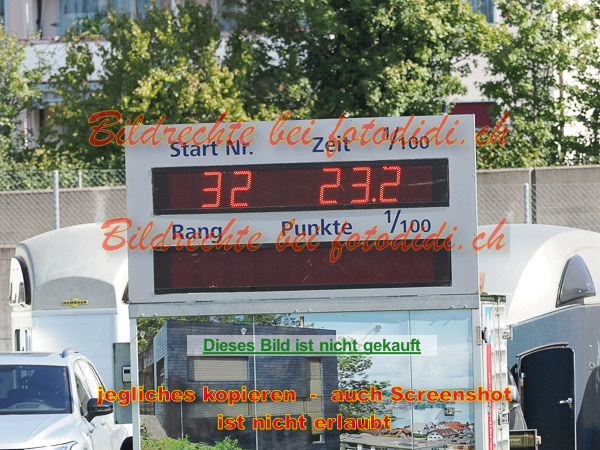 Bildrechte bei fotodidi.ch
Start Nr. Zeit 1/100
32 23.2
Rang Punkte 1/100
Bildrechte bei fotodidi.ch
Dieses Bild ist nicht gekauft
jegliches kopieren - auch Screenshot
ist nicht erlaubt